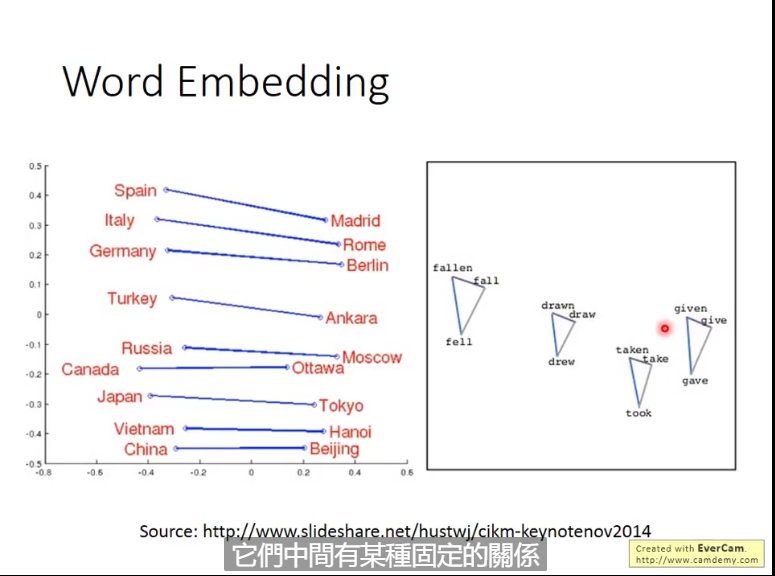 Word Embedding
0.5
0.4
0.3
0.2
0.1
0
-0.1
-0.2
-0.3
-0.4
-0.5
-0.8
-0.6
-0.4
-0.2
0
0.2
0.4
0.6
Spain
Madrid
Italy
Rome
Germany
Berlin
Turkey
Ankara
Russia
Moscow
Canada
Ottawa
Japan
Tokyo
Vietnam
Hanoi
China
Beijing
fallen
fall
fell
drawn
draw
drew
given
give
gave
taken
take
took
Source: http://www.slideshare.net/hustwj/cikm-keynotenov2014
它們中間有某種固定的關係
Created with EverCam.
http://www.camdemy.com